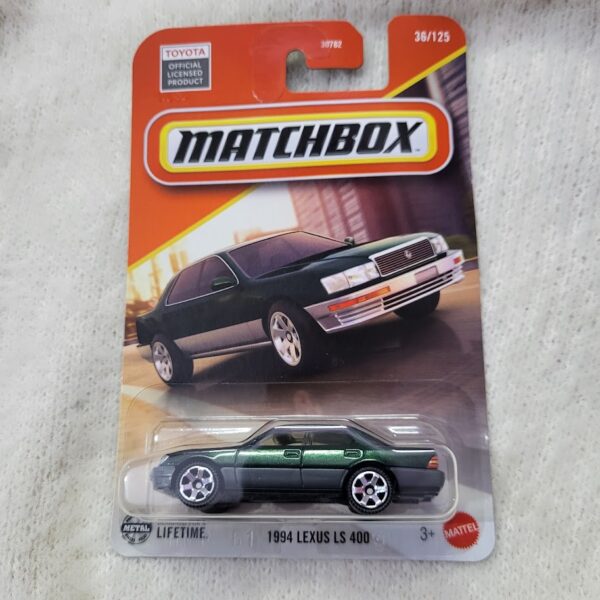 TOYOTA
OFFICIAL
LICENSED
PRODUCT
30782
36/125
MATCHBOX
METAL
LIFETIME
1994 LEXUS LS 400
3+
MATTEL